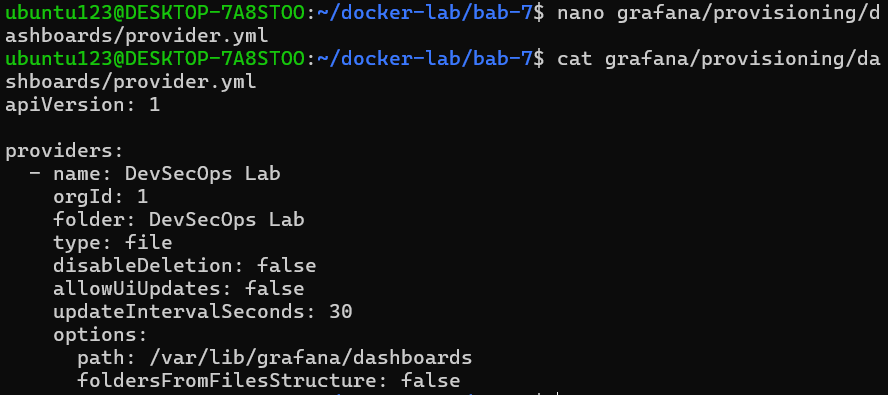 ubuntu123@DESKTOP-7A8STOO:~/docker-lab/bab-7$ nano grafana/provisioning/d
ashboards/provider.yml
ubuntu123@DESKTOP-7A8STOO:~/docker-lab/bab-7$ cat grafana/provisioning/da
shboards/provider.yml
apiVersion: 1

providers:
  - name: DevSecOps Lab
    orgId: 1
    folder: DevSecOps Lab
    type: file
    disableDeletion: false
    allowUiUpdates: false
    updateIntervalSeconds: 30
    options:
      path: /var/lib/grafana/dashboards
      foldersFromFilesStructure: false